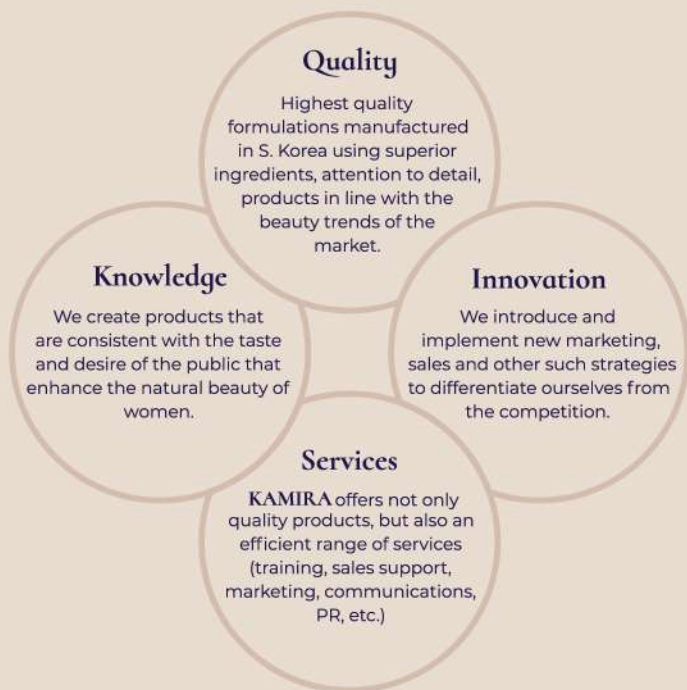 Quality
Highest quality
formulations manufactured
in S. Korea using superior
ingredients, attention to detail,
products in line with the
beauty trends of the
market.
Knowledge
We create products that
are consistent with the taste
and desire of the public that
enhance the natural beauty of
women.
Innovation
We introduce and
implement new marketing,
sales and other such strategies
to differentiate ourselves from
the competition.
Services
KAMIRA offers not only
quality products, but also an
efficient range of services
(training, sales support,
marketing, communications,
PR, etc.)